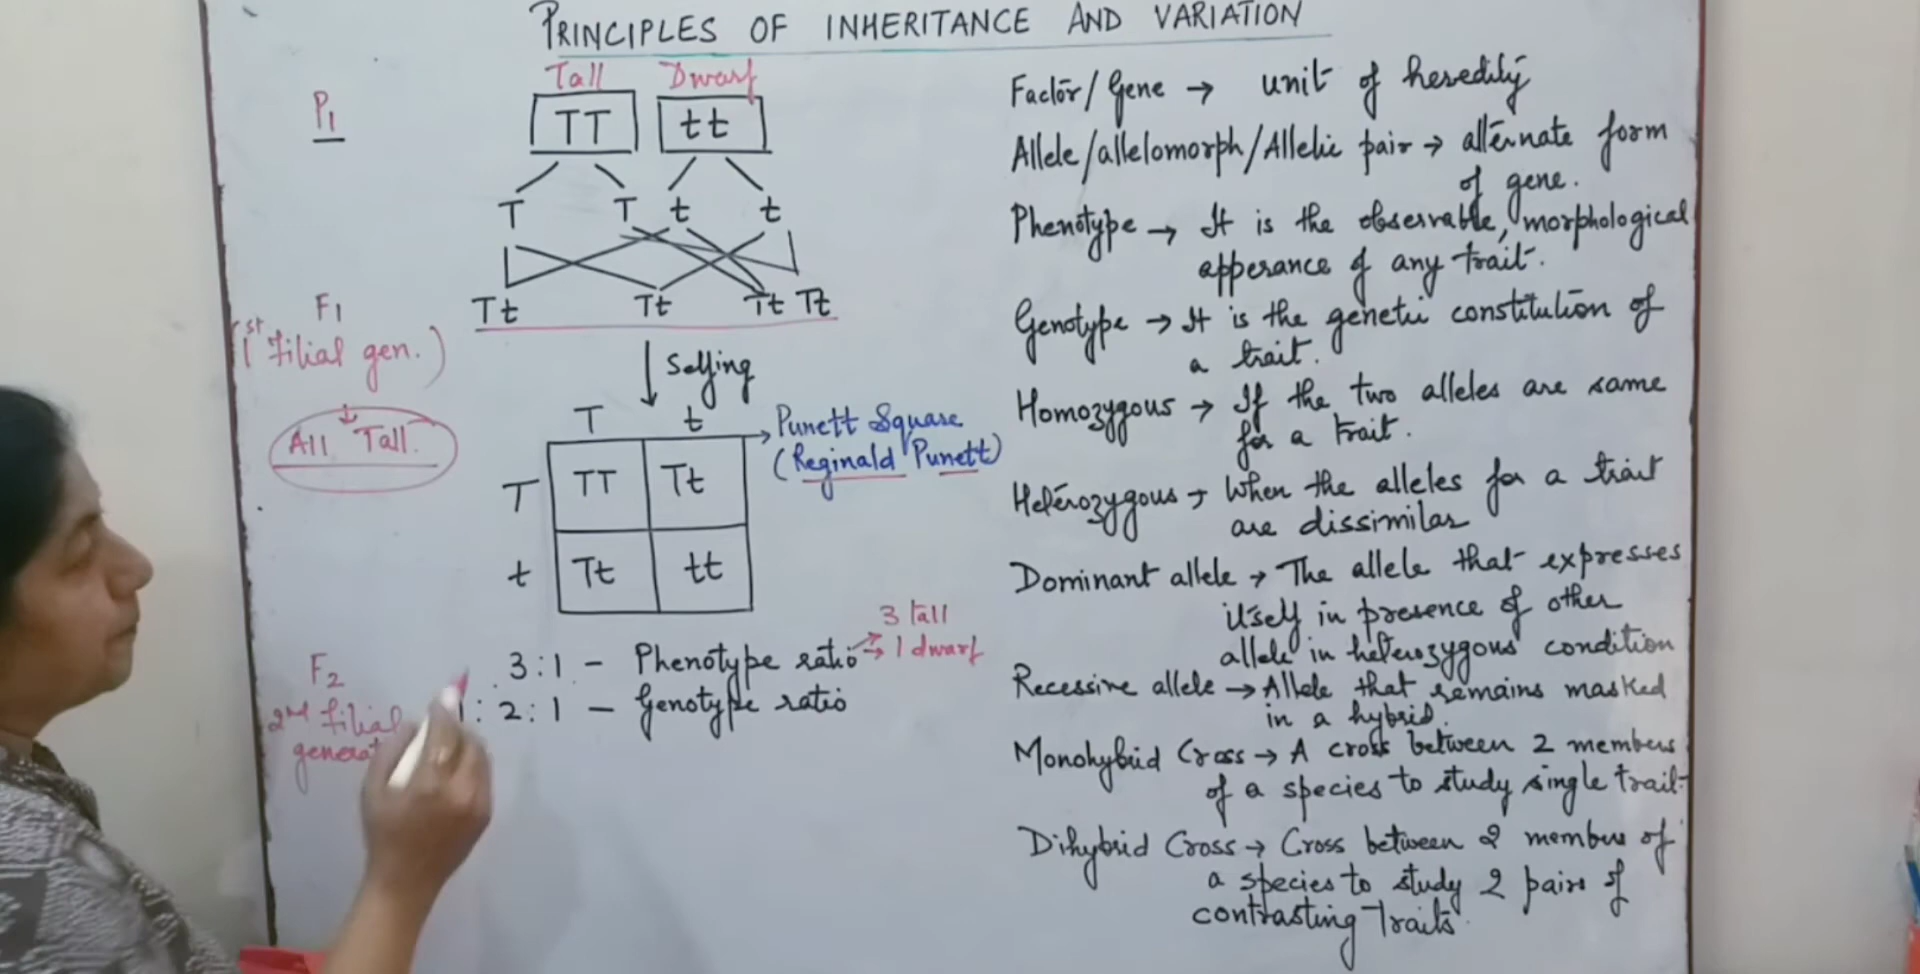 PRINCIPLES OF INHERITANCE AND VARIATION
Tall Dwarf
P1 TT tt
T T t t
Tt Tt Tt Tt
F1
(1st filial gen.)
All Tall
Selfing
T t
Punett Square
(Reginald Punett)
T TT Tt
t Tt tt
3 tall
1 dwarf
3:1 - Phenotype ratio
1:2:1 - Genotype ratio
F2
2nd filial
Factor/Gene → unit of heredity
Allele/allelomorph/Allelic pair → alternate form
of gene.
Phenotype → It is the observable, morphological
apperance of any trait.
Genotype → It is the genetic constitution of
a trait.
Homozygous → If the two alleles are same
for a trait.
Heterozygous → When the alleles for a trait
are dissimilar
Dominant allele → The allele that expresses
itself in presence of other
allele in heterozygous condition
Recessive allele → Allele that remains masked
in a hybrid.
Monohybrid Cross → A cross between 2 members
of a species to study single trait.
Dihybrid Cross → Cross between 2 members of
a species to study 2 pairs of
contrasting Traits.